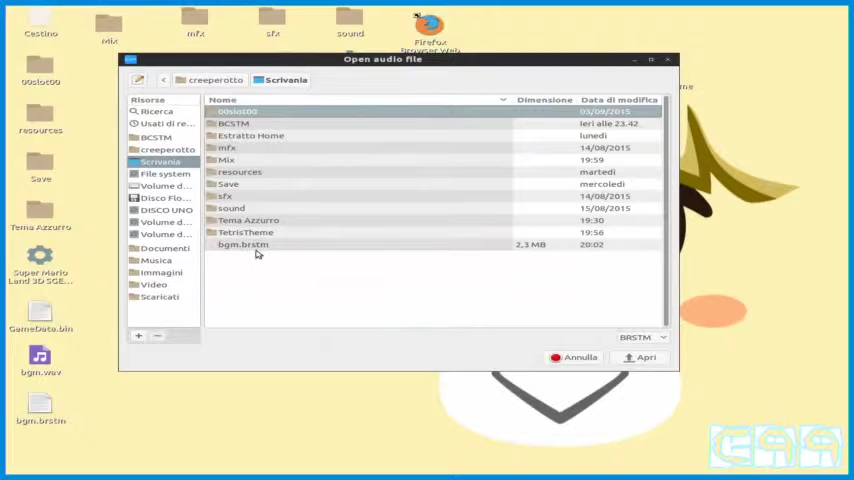 Cestino
Mix
mfx
sfx
sound
Firefox
Browser Web
00slot00
resources
Save
Tema Azzurro
Super Mario
Land 3D SGE...
GameData.bin
bgm.wav
bgm.brstm
me
Open audio file
< creeperotto Scrivania
Risorse
Ricerca
Usati di re...
BCSTM
creeperotto
Scrivania
File system
Volume d...
Disco Flo...
DISCO UNO
Volume d...
Volume d...
Documenti
Musica
Immagini
Video
Scaricati
Nome Dimensione Data di modifica
00slot00 03/09/2015
BCSTM Ieri alle 23.42
Estratto Home lunedì
mfx 14/08/2015
Mix 19:59
resources martedì
Save mercoledì
sfx 14/08/2015
sound 15/08/2015
Tema Azzurro 19:30
TetrisTheme 19:56
bgm.brstm 2,3 MB 20:02
BRSTM
Annulla Apri
C99